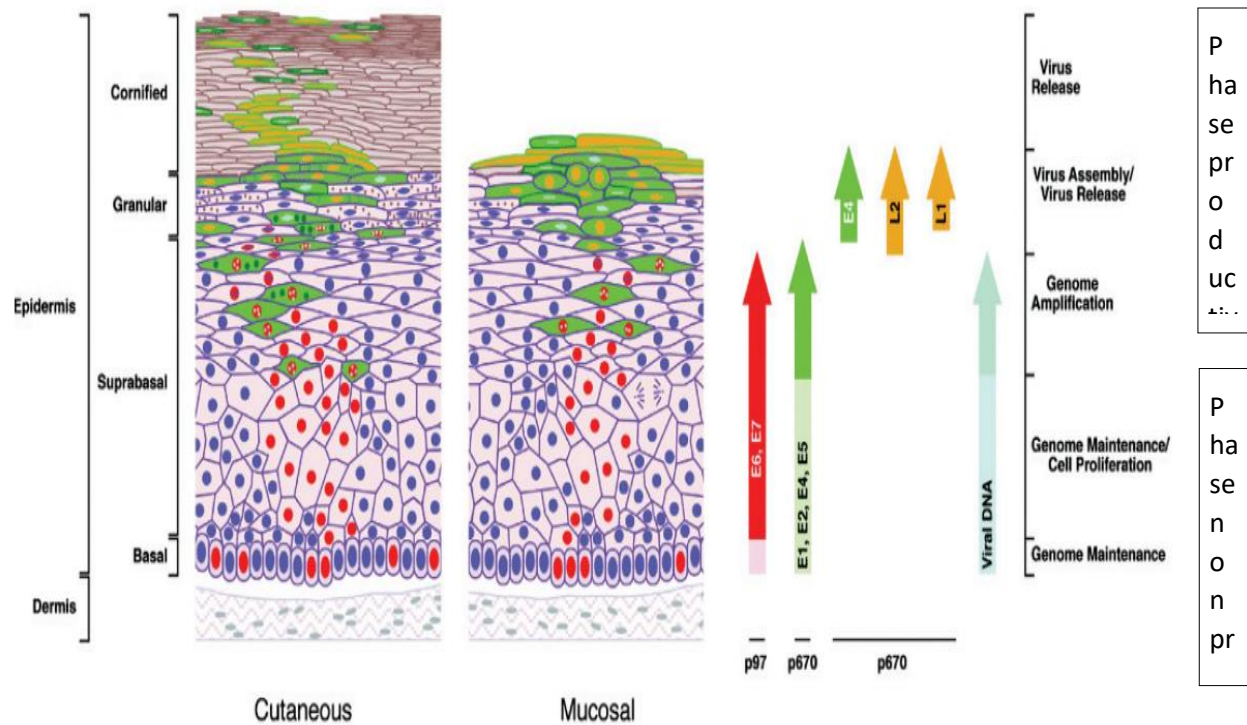 Cornified
Granular
Epidermis
Suprabasal
Basal
Dermis
Cutaneous
Mucosal
E6, E7
E1, E2, E4, E5
E4
L2
L1
Viral DNA
p97
p670
p670
Virus
Release
Virus Assembly/
Virus Release
Genome
Amplification
Genome Maintenance/
Cell Proliferation
Genome Maintenance
P
ha
se
pr
o
d
uc
P
ha
se
n
o
n
pr